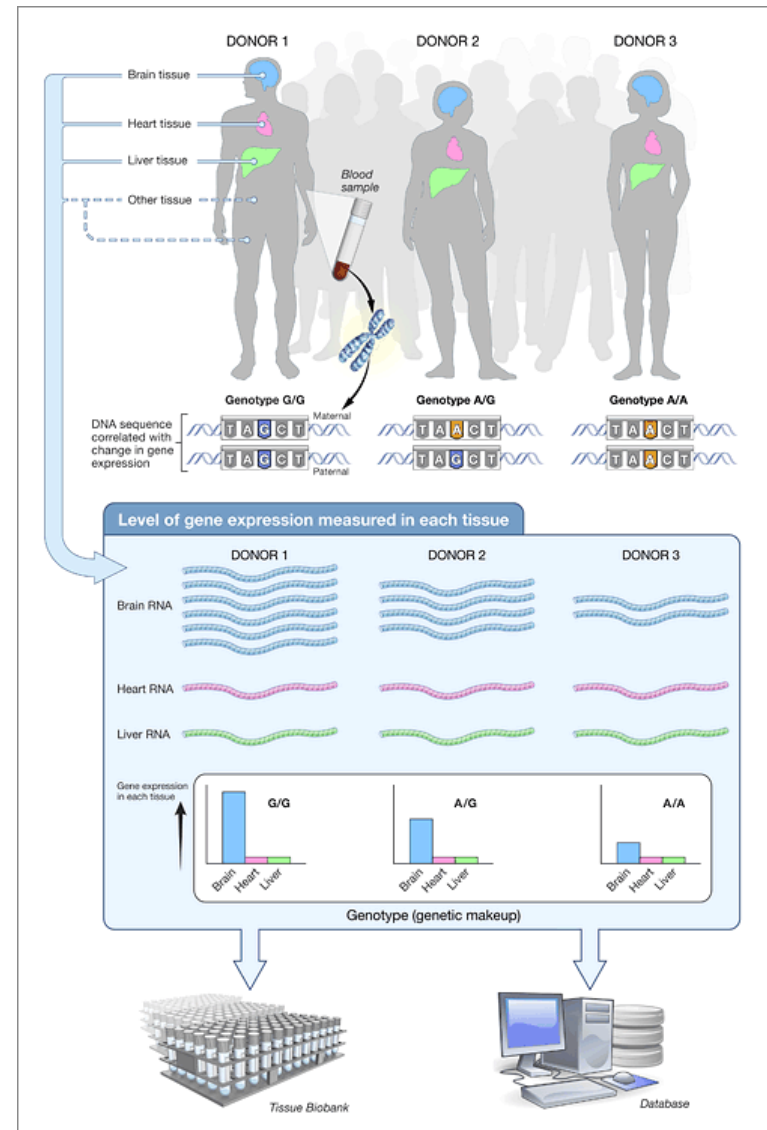 DONOR 1
DONOR 2
DONOR 3
Brain tissue
Heart tissue
Liver tissue
Other tissue
Blood
sample
Genotype G/G
Genotype A/G
Genotype A/A
DNA sequence
correlated with
change in gene
expression
Maternal
Paternal
T A G C T
T A G C T
T A A C T
T A G C T
T A A C T
T A A C T
Level of gene expression measured in each tissue
DONOR 1
DONOR 2
DONOR 3
Brain RNA
Heart RNA
Liver RNA
Gene expression
in each tissue
G/G
A/G
A/A
Brain
Heart
Liver
Brain
Heart
Liver
Brain
Heart
Liver
Genotype (genetic makeup)
Tissue Biobank
Database